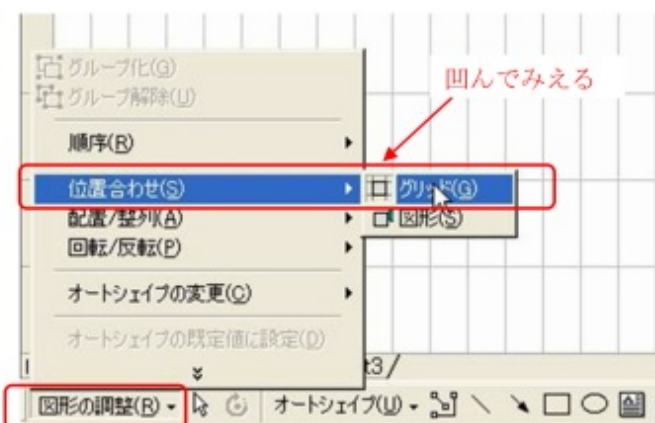 グループ化(G)
グループ解除(U)
凹んでみえる
順序(R)
位置合わせ(S)
グリッド(G)
配置/整列(A)
図形(S)
回転/反転(P)
オートシェイプの変更(C)
オートシェイプの既定値に設定(D)
t3
図形の調整(R)
オートシェイプ(U)